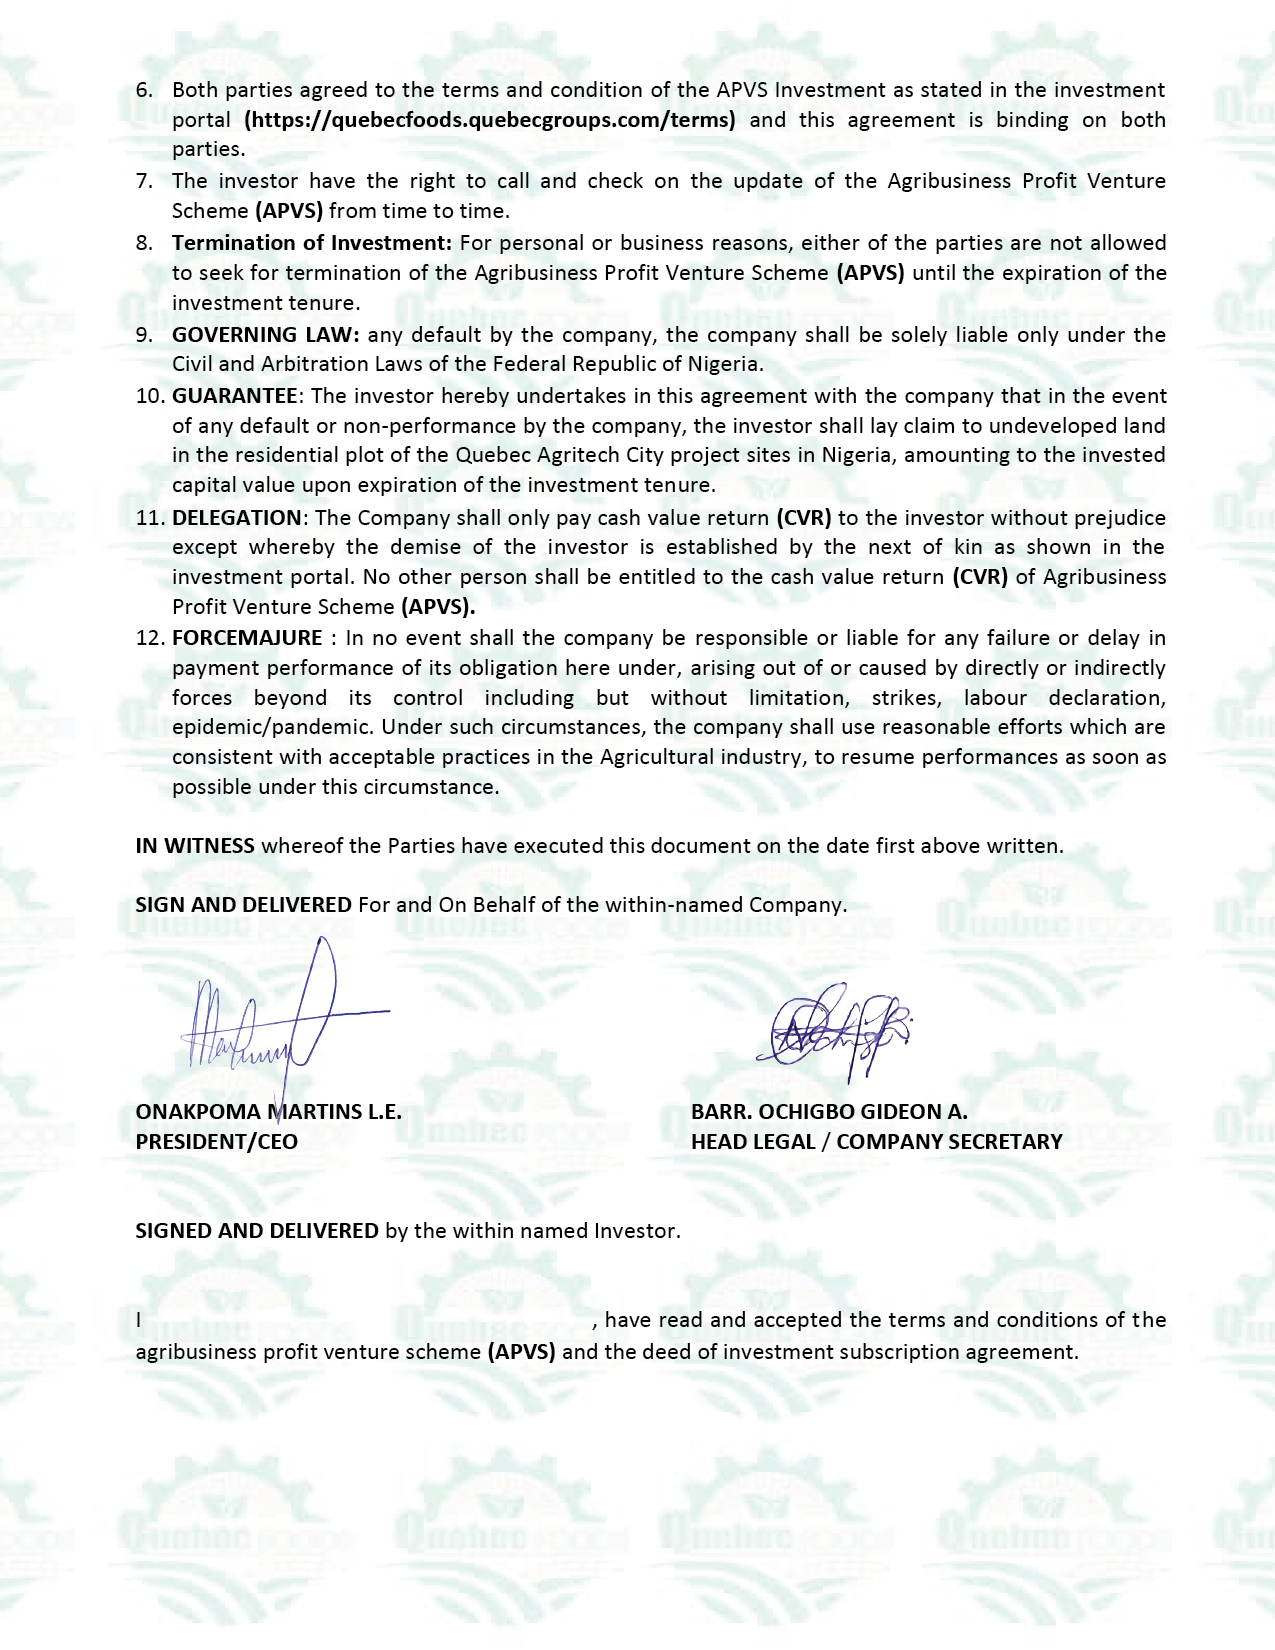 6. Both parties agreed to the terms and condition of the APVS Investment as stated in the investment
portal (https://quebecfoods.quebecgroups.com/terms) and this agreement is binding on both
parties.
7. The investor have the right to call and check on the update of the Agribusiness Profit Venture
Scheme (APVS) from time to time.
8. Termination of Investment: For personal or business reasons, either of the parties are not allowed
to seek for termination of the Agribusiness Profit Venture Scheme (APVS) until the expiration of the
investment tenure.
9. GOVERNING LAW: any default by the company, the company shall be solely liable only under the
Civil and Arbitration Laws of the Federal Republic of Nigeria.
10. GUARANTEE: The investor hereby undertakes in this agreement with the company that in the event
of any default or non-performance by the company, the investor shall lay claim to undeveloped land
in the residential plot of the Quebec Agritech City project sites in Nigeria, amounting to the invested
capital value upon expiration of the investment tenure.
11. DELEGATION: The Company shall only pay cash value return (CVR) to the investor without prejudice
except whereby the demise of the investor is established by the next of kin as shown in the
investment portal. No other person shall be entitled to the cash value return (CVR) of Agribusiness
Profit Venture Scheme (APVS).
12. FORCEMAJURE : In no event shall the company be responsible or liable for any failure or delay in
payment performance of its obligation here under, arising out of or caused by directly or indirectly
forces beyond its control including but without limitation, strikes, labour declaration,
epidemic/pandemic. Under such circumstances, the company shall use reasonable efforts which are
consistent with acceptable practices in the Agricultural industry, to resume performances as soon as
possible under this circumstance.
IN WITNESS whereof the Parties have executed this document on the date first above written.
SIGN AND DELIVERED For and On Behalf of the within-named Company.
ONAKPOMA MARTINS L.E. BARR. OCHIGBO GIDEON A.
PRESIDENT/CEO HEAD LEGAL / COMPANY SECRETARY
SIGNED AND DELIVERED by the within named Investor.
I , have read and accepted the terms and conditions of the
agribusiness profit venture scheme (APVS) and the deed of investment subscription agreement.